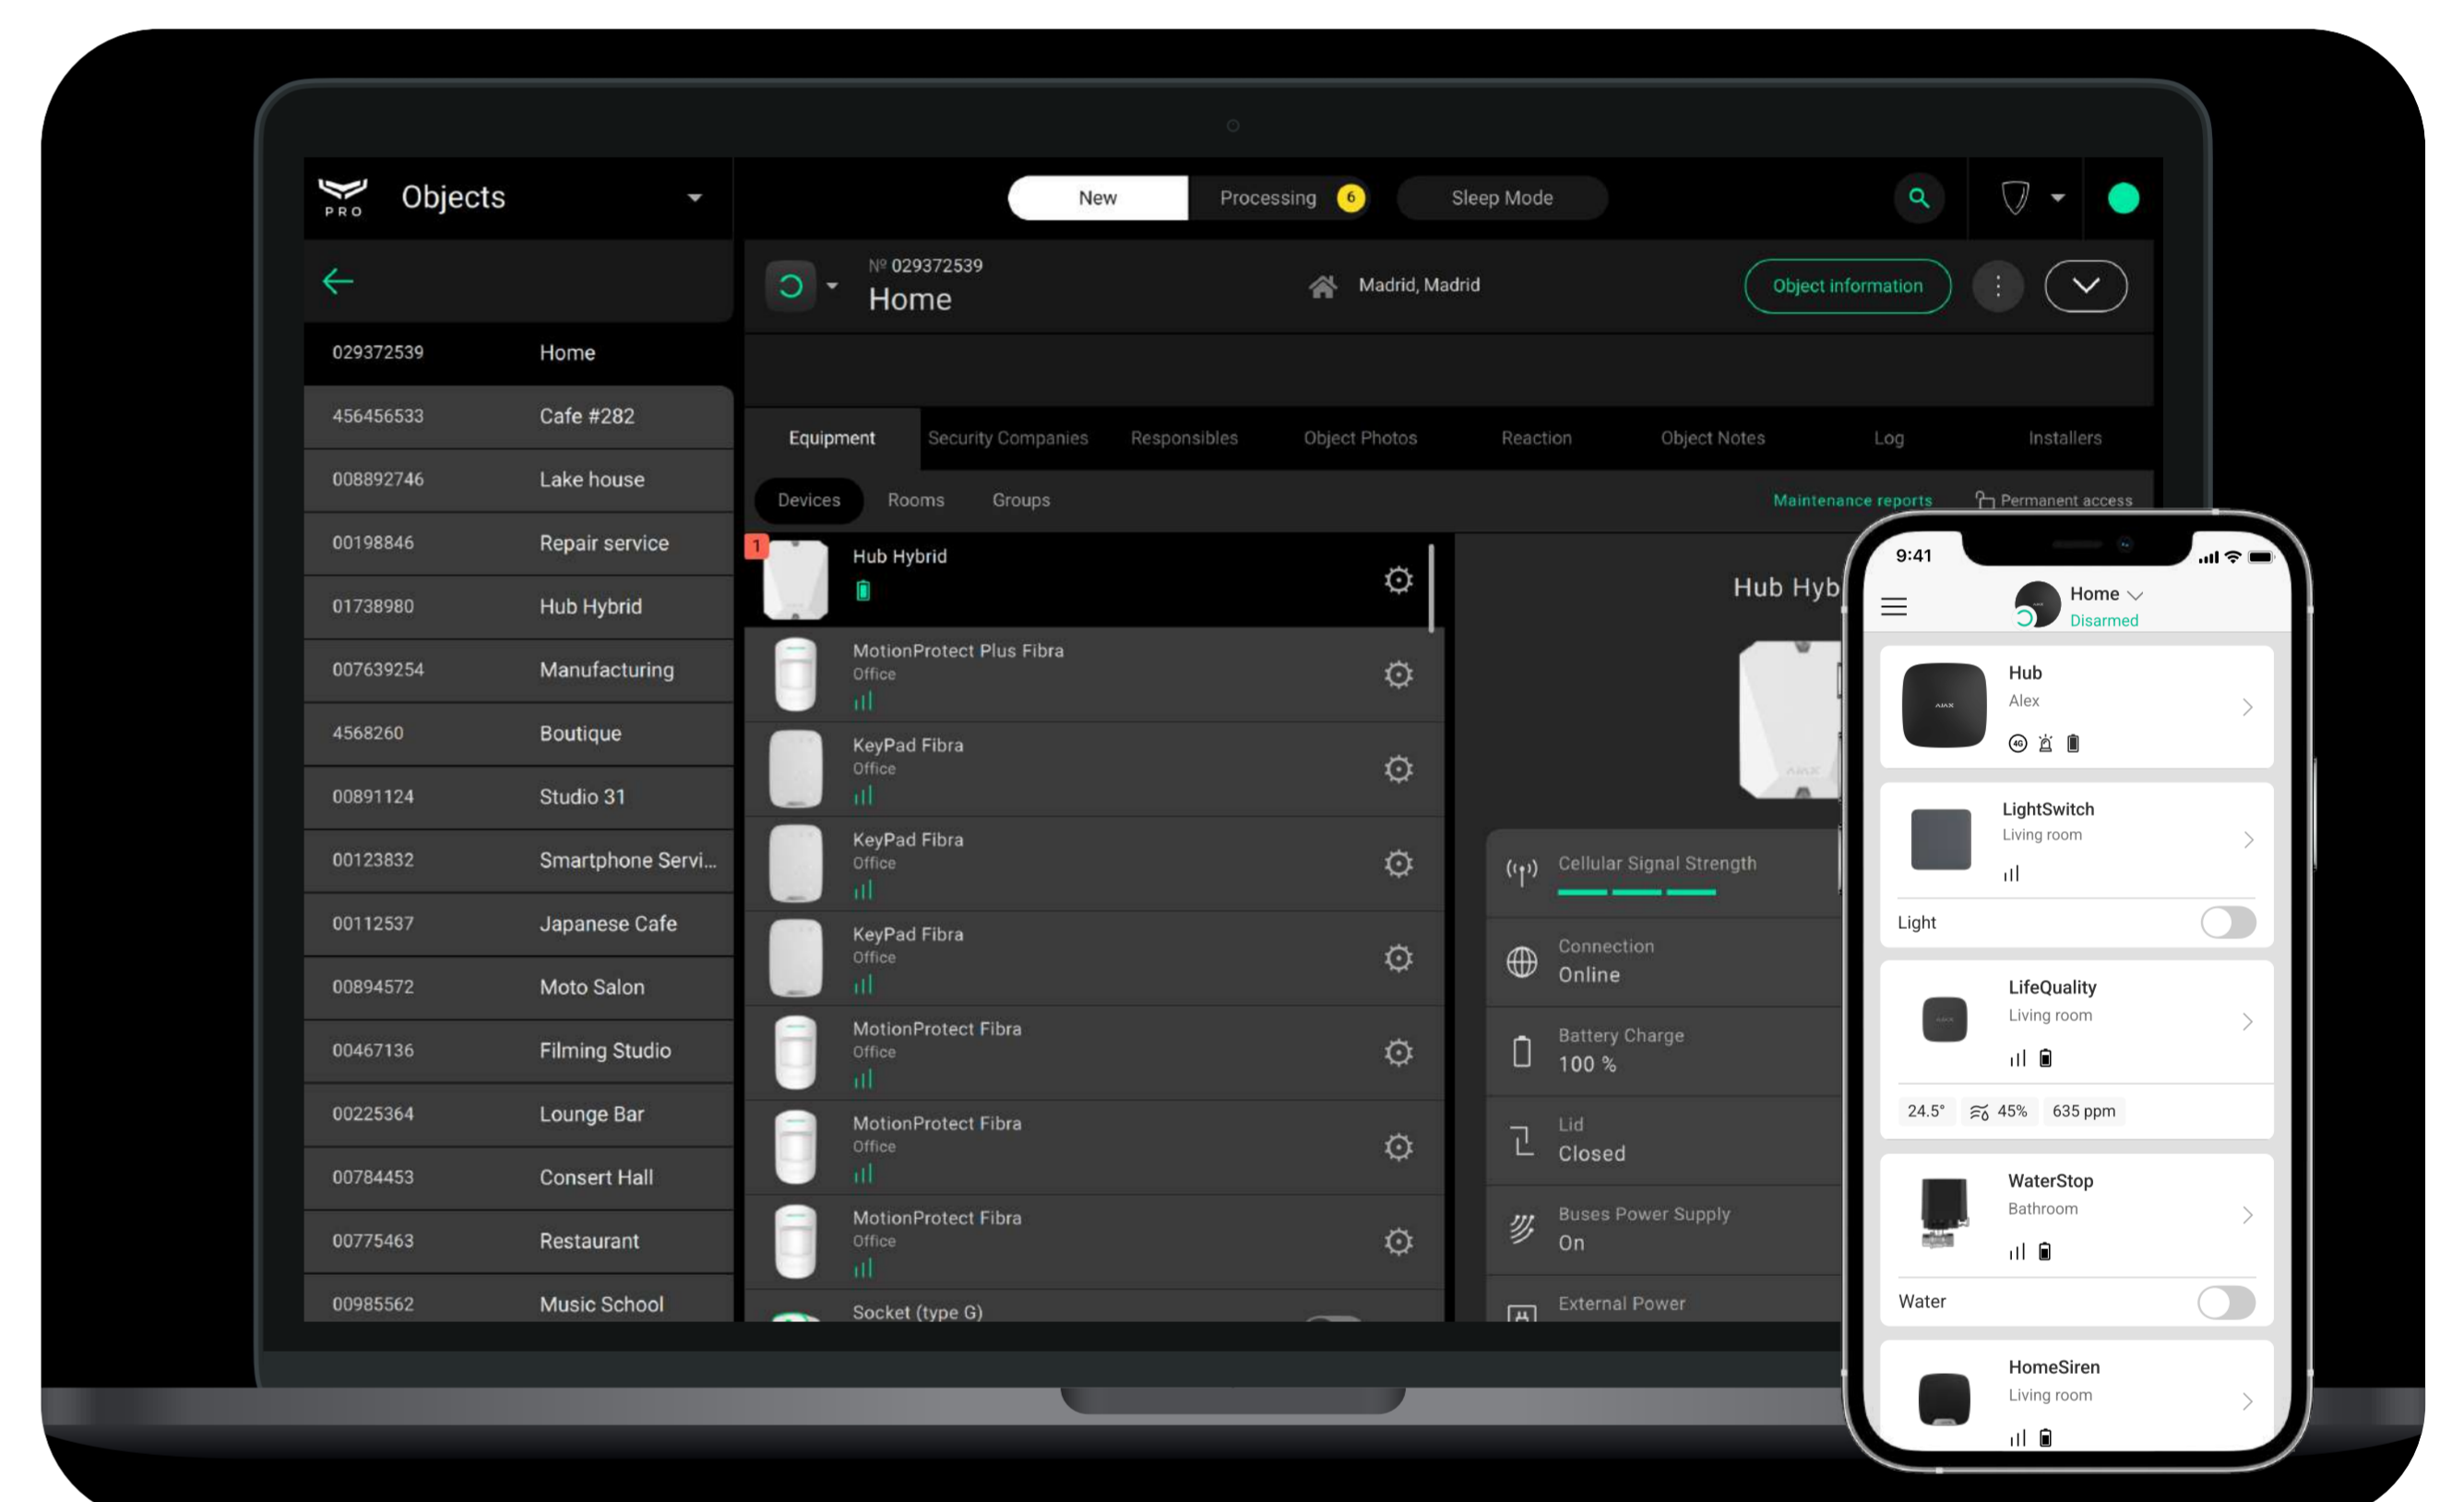 PRO
Objects
New
Processing 6
Sleep Mode
029372539 Home
456456533 Cafe #282
008892746 Lake house
00198846 Repair service
01738980 Hub Hybrid
007639254 Manufacturing
4568260 Boutique
00891124 Studio 31
00123832 Smartphone Servi...
00112537 Japanese Cafe
00894572 Moto Salon
00467136 Filming Studio
00225364 Lounge Bar
00784453 Consert Hall
00775463 Restaurant
00985562 Music School
Nº 029372539
Home
Madrid, Madrid
Object information
Equipment
Security Companies
Responsibles
Object Photos
Reaction
Object Notes
Log
Installers
Devices
Rooms
Groups
Maintenance reports
Permanent access
1
Hub Hybrid
MotionProtect Plus Fibra
Office
KeyPad Fibra
Office
KeyPad Fibra
Office
KeyPad Fibra
Office
MotionProtect Fibra
Office
MotionProtect Fibra
Office
MotionProtect Fibra
Office
Socket (type G)
Hub Hyb
AJAX
Cellular Signal Strength
Connection
Online
Battery Charge
100 %
Lid
Closed
Buses Power Supply
On
External Power
9:41
Home
Disarmed
AJAX
Hub
Alex
4G
LightSwitch
Living room
Light
AJAX
LifeQuality
Living room
24.5° 45% 635 ppm
WaterStop
Bathroom
Water
HomeSiren
Living room